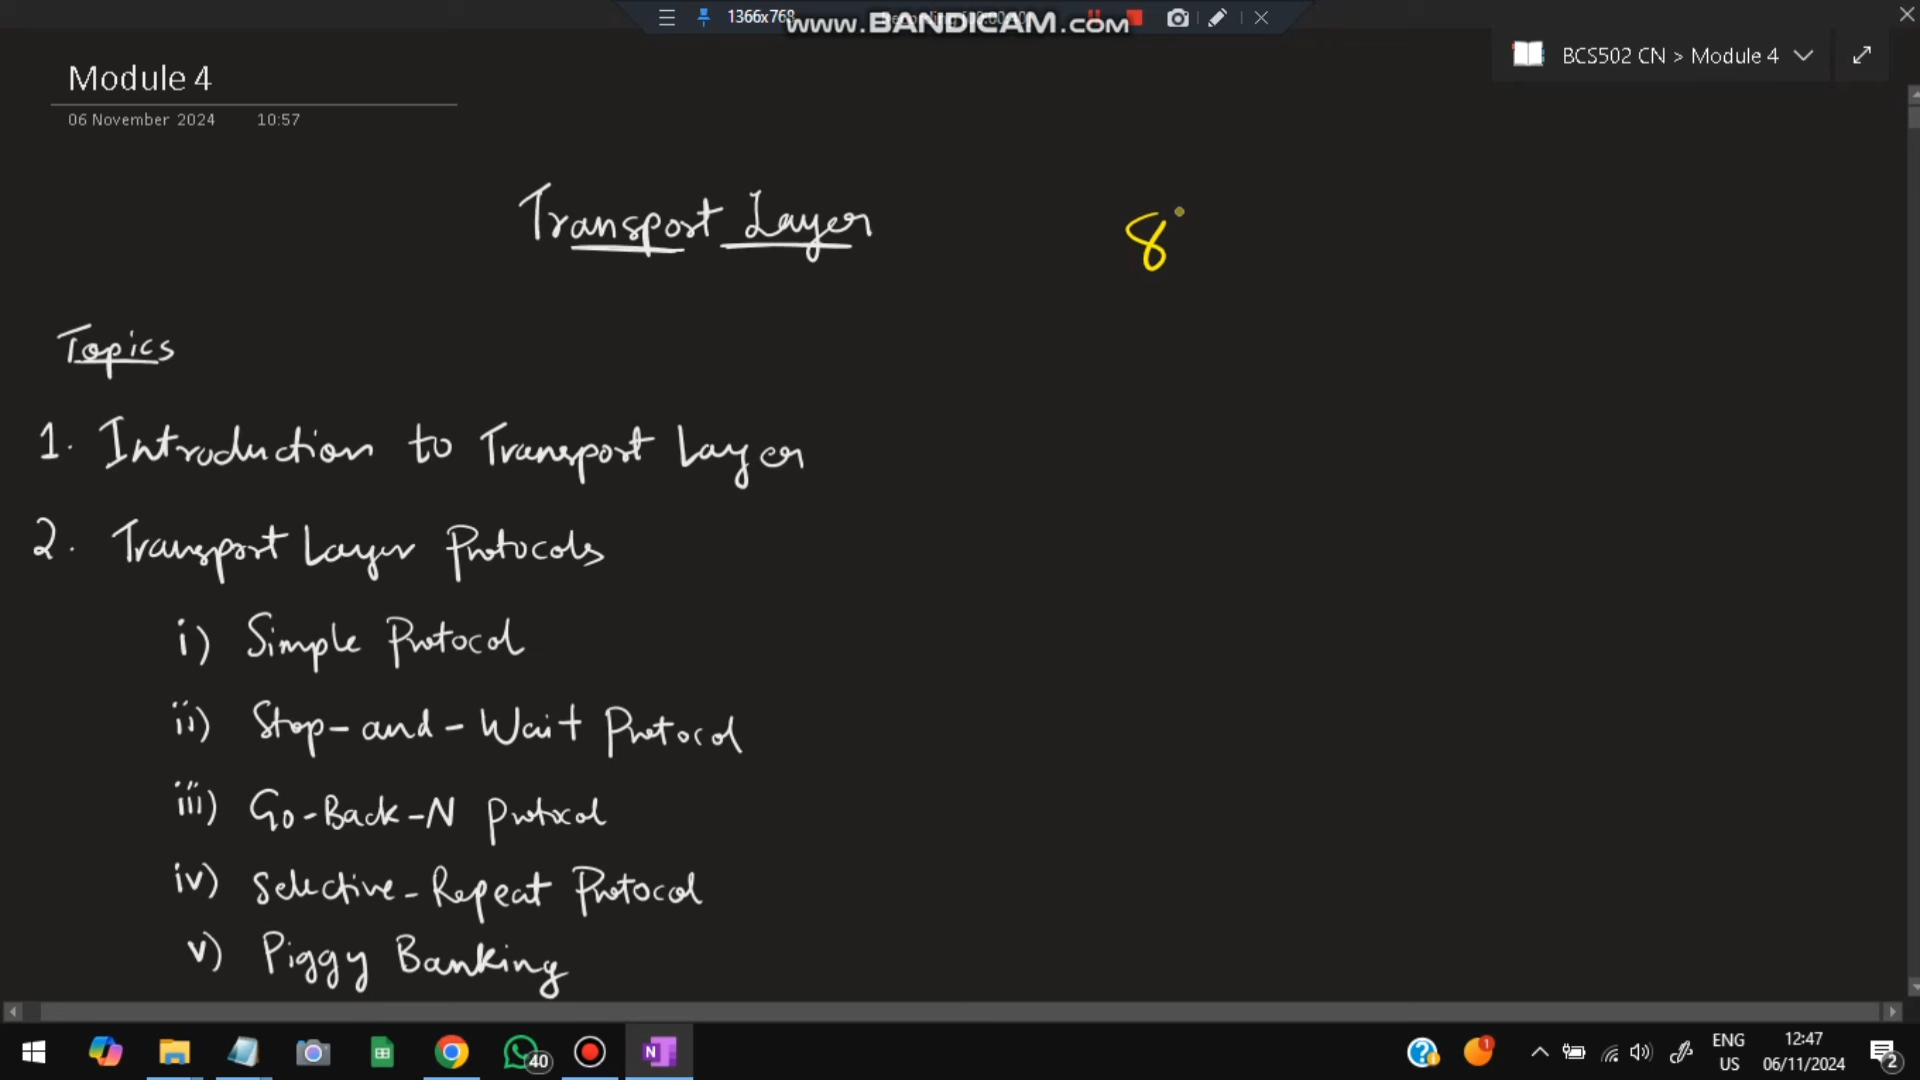 1366x768
www.BANDICAM.com
BCS502 CN > Module 4
Module 4
06 November 2024 10:57
Transport Layer
8
Topics
1. Introduction to Transport Layer
2. Transport Layer Protocols
i) Simple Protocol
ii) Stop-and-Wait Protocol
iii) Go-Back-N Protocol
iv) Selective-Repeat Protocol
v) Piggy Banking
40
N
1
ENG
US
12:47
06/11/2024
2